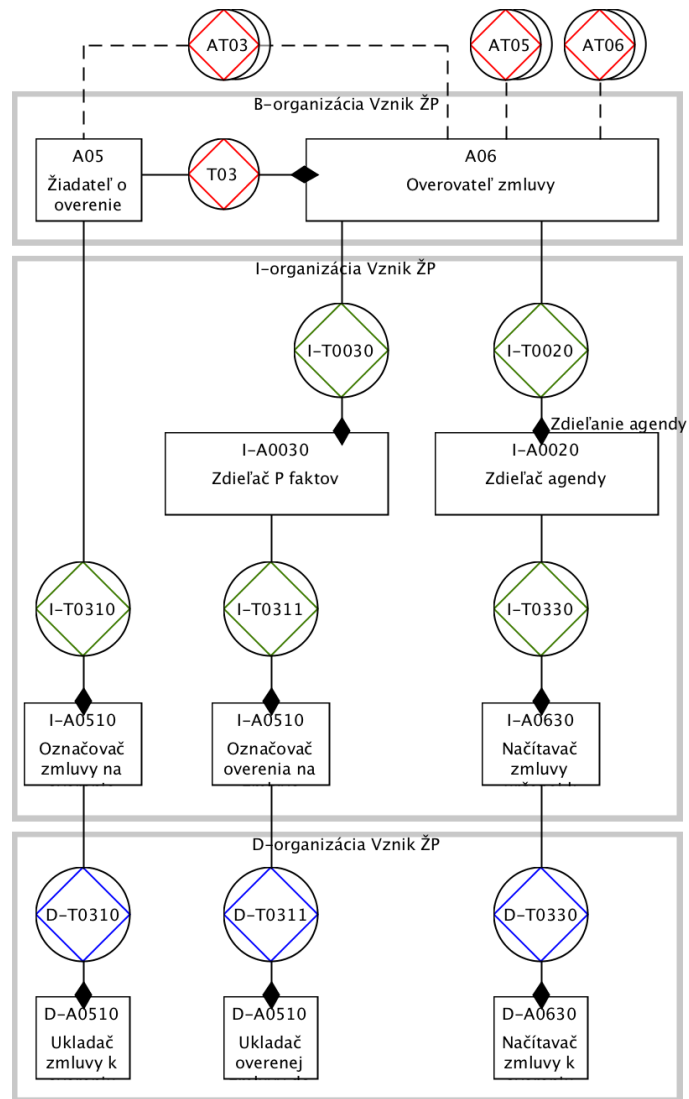 AT03
AT05
AT06
B-organizácia Vznik ŽP
A05
Žiadateľ o
overenie
T03
A06
Overovateľ zmluvy
I-organizácia Vznik ŽP
I-T0030
I-T0020
Zdieľanie agendy
I-A0030
Zdieľač P faktov
I-A0020
Zdieľač agendy
I-T0310
I-T0311
I-T0330
I-A0510
Označovač
zmluvy na
I-A0510
Označovač
overenia na
I-A0630
Načítavač
zmluvy
D-organizácia Vznik ŽP
D-T0310
D-T0311
D-T0330
D-A0510
Ukladač
zmluvy k
D-A0510
Ukladač
overenej
D-A0630
Načítavač
zmluvy k